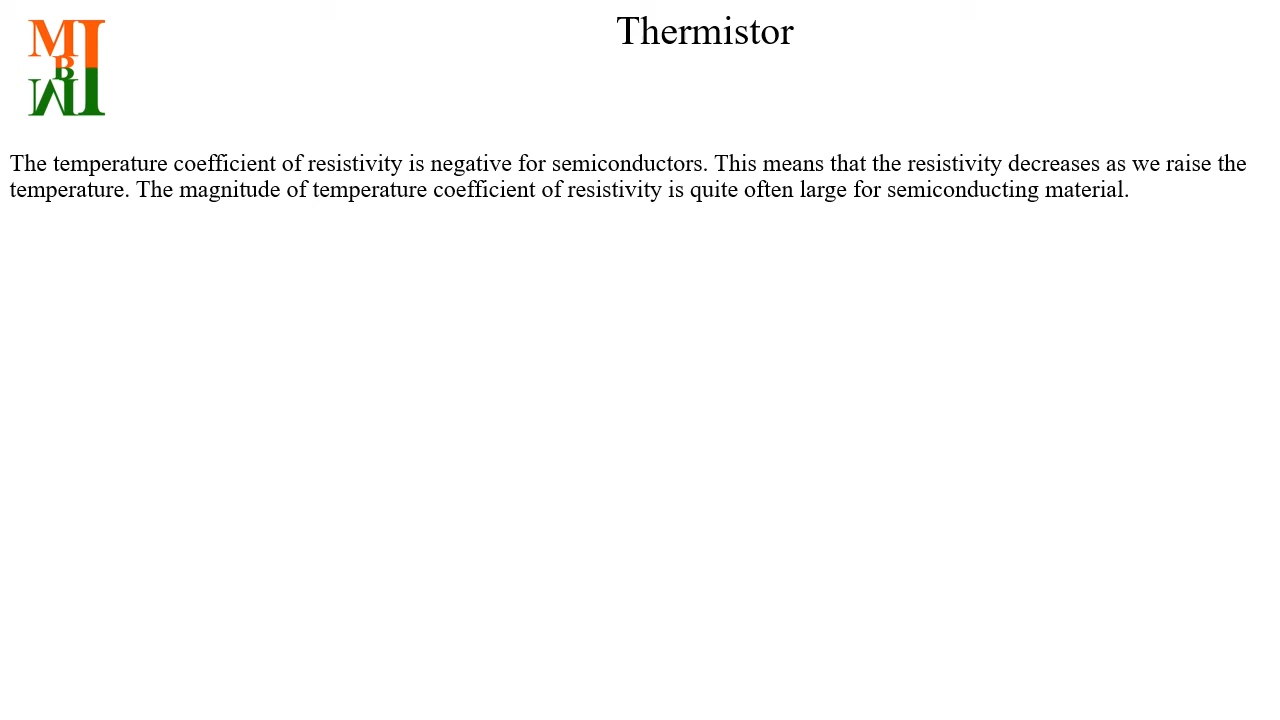 Thermistor
MI
B
The temperature coefficient of resistivity is negative for semiconductors. This means that the resistivity decreases as we raise the
temperature. The magnitude of temperature coefficient of resistivity is quite often large for semiconducting material.